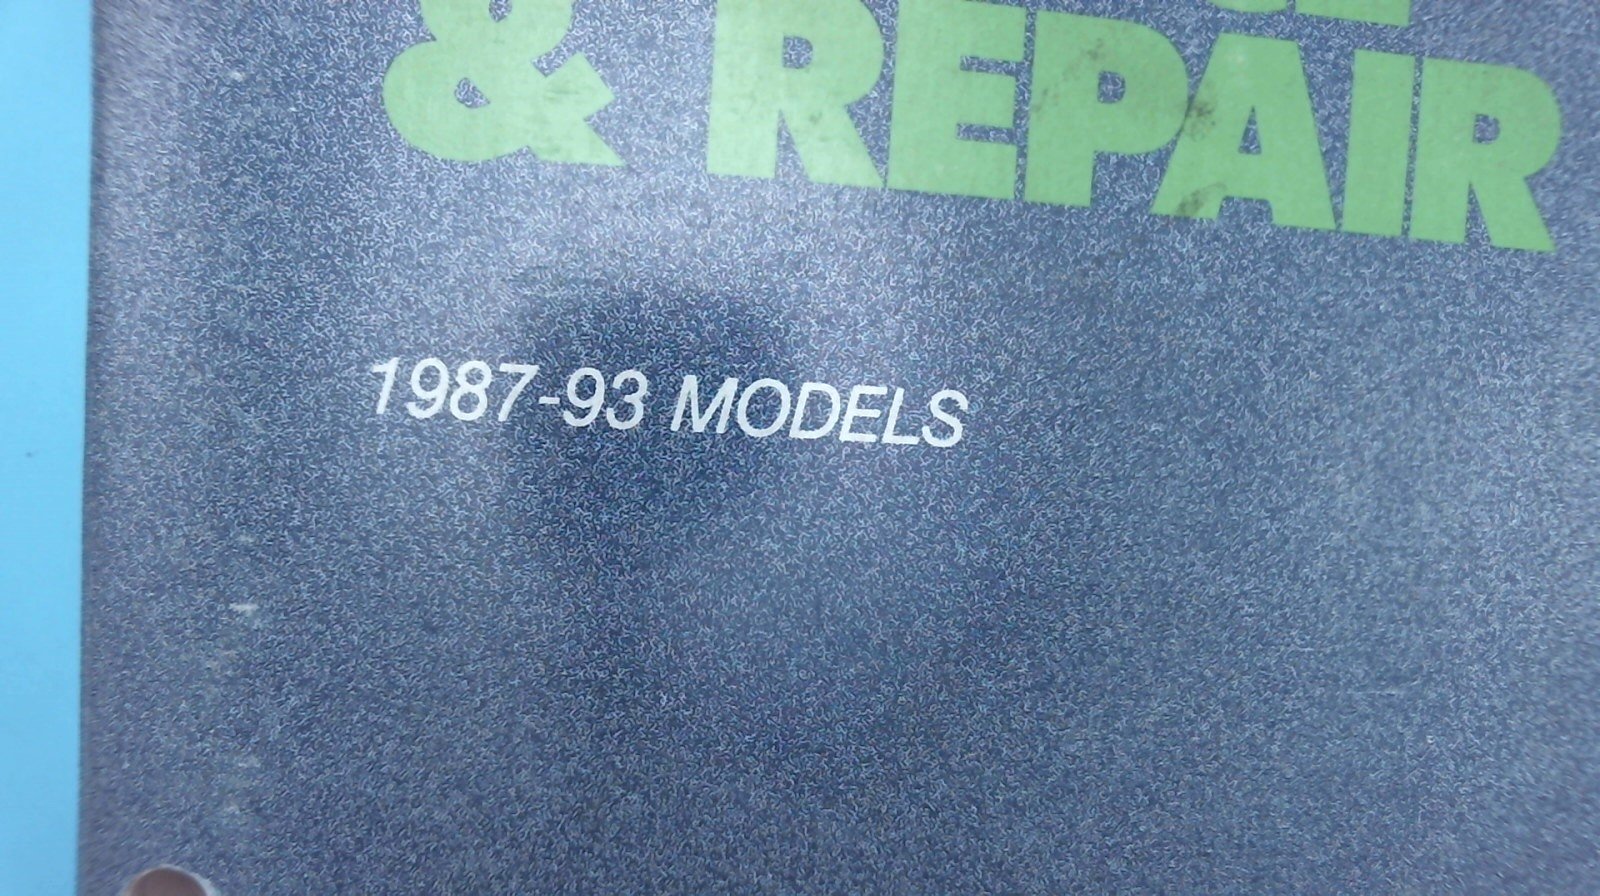 & REPAIR
1987-93 MODELS